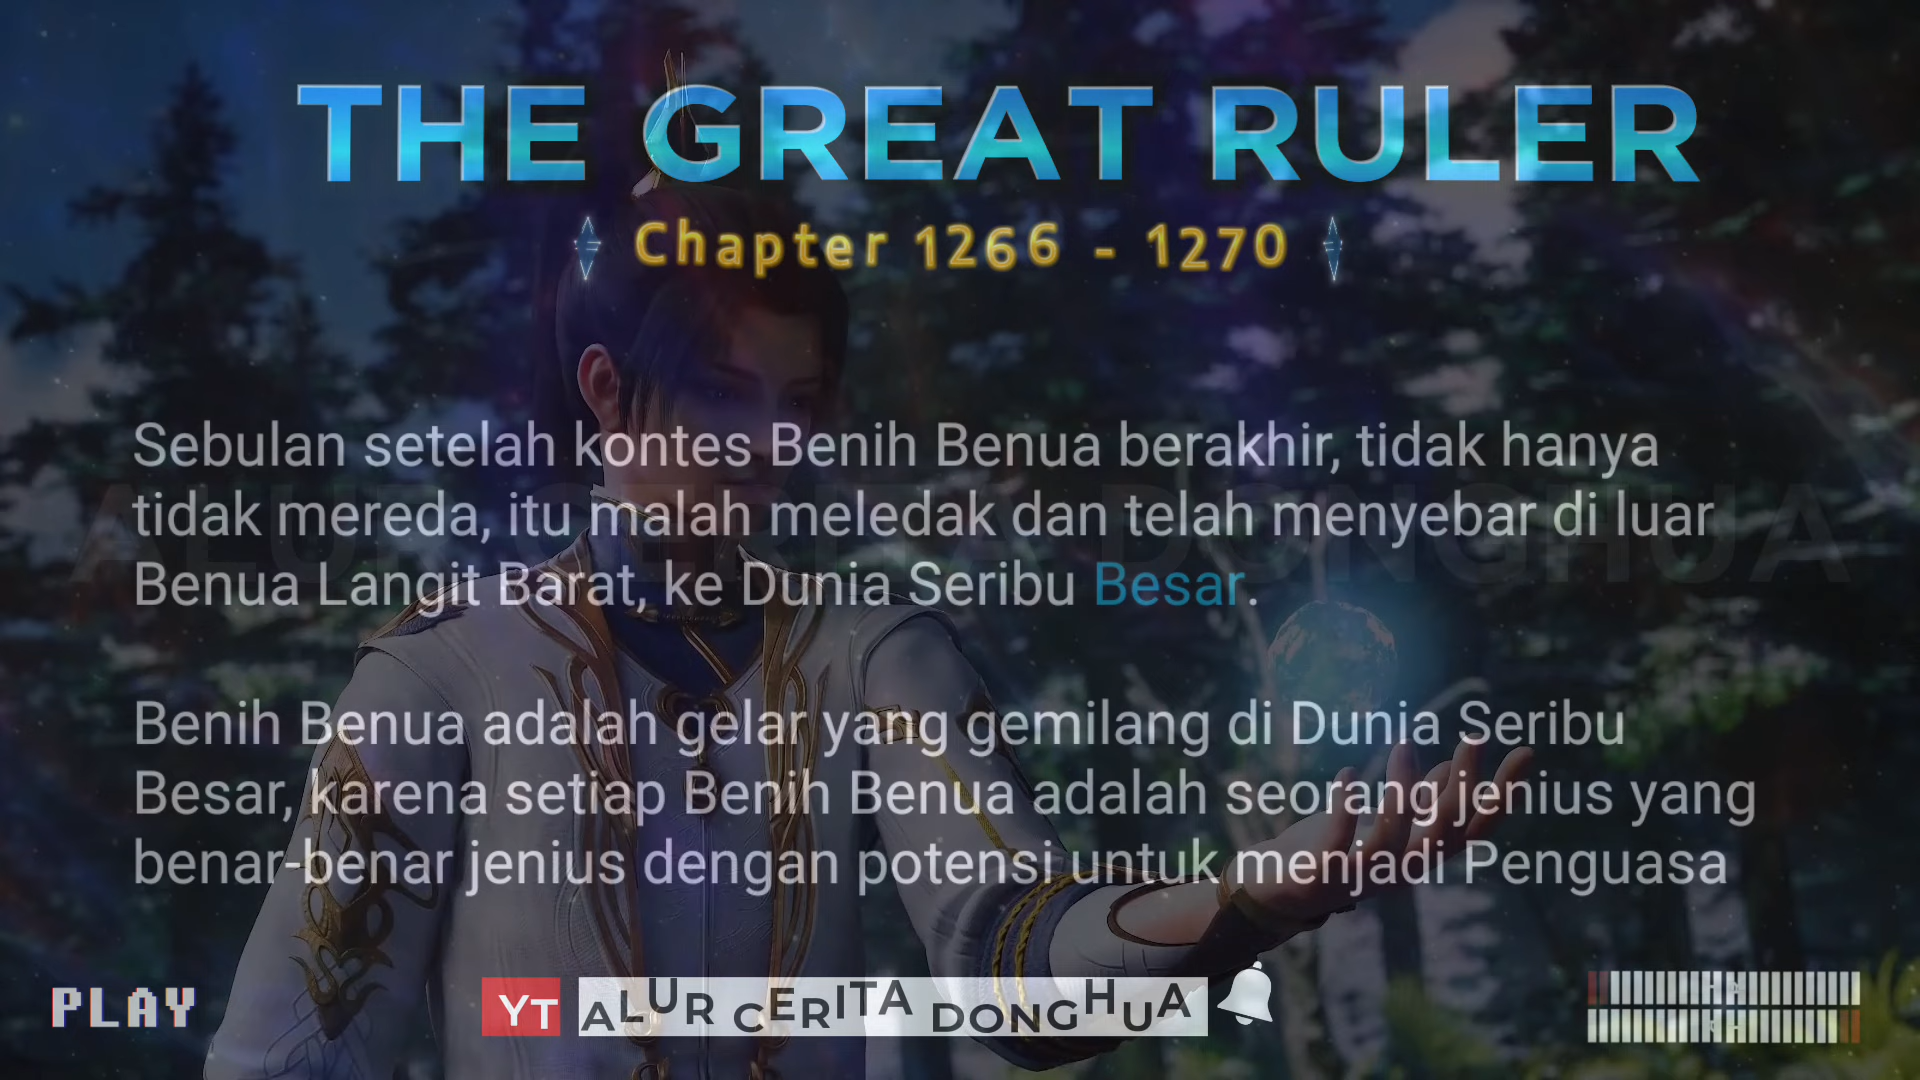 THE GREAT RULER
Chapter 1266 - 1270
Sebulan setelah kontes Benih Benua berakhir, tidak hanya
tidak mereda, itu malah meledak dan telah menyebar di luar
Benua Langit Barat, ke Dunia Seribu Besar.
Benih Benua adalah gelar yang gemilang di Dunia Seribu
Besar, karena setiap Benih Benua adalah seorang jenius yang
benar-benar jenius dengan potensi untuk menjadi Penguasa
ALUR CERITA DONGHUA
PLAY
YT ALUR CERITA DONGHUA